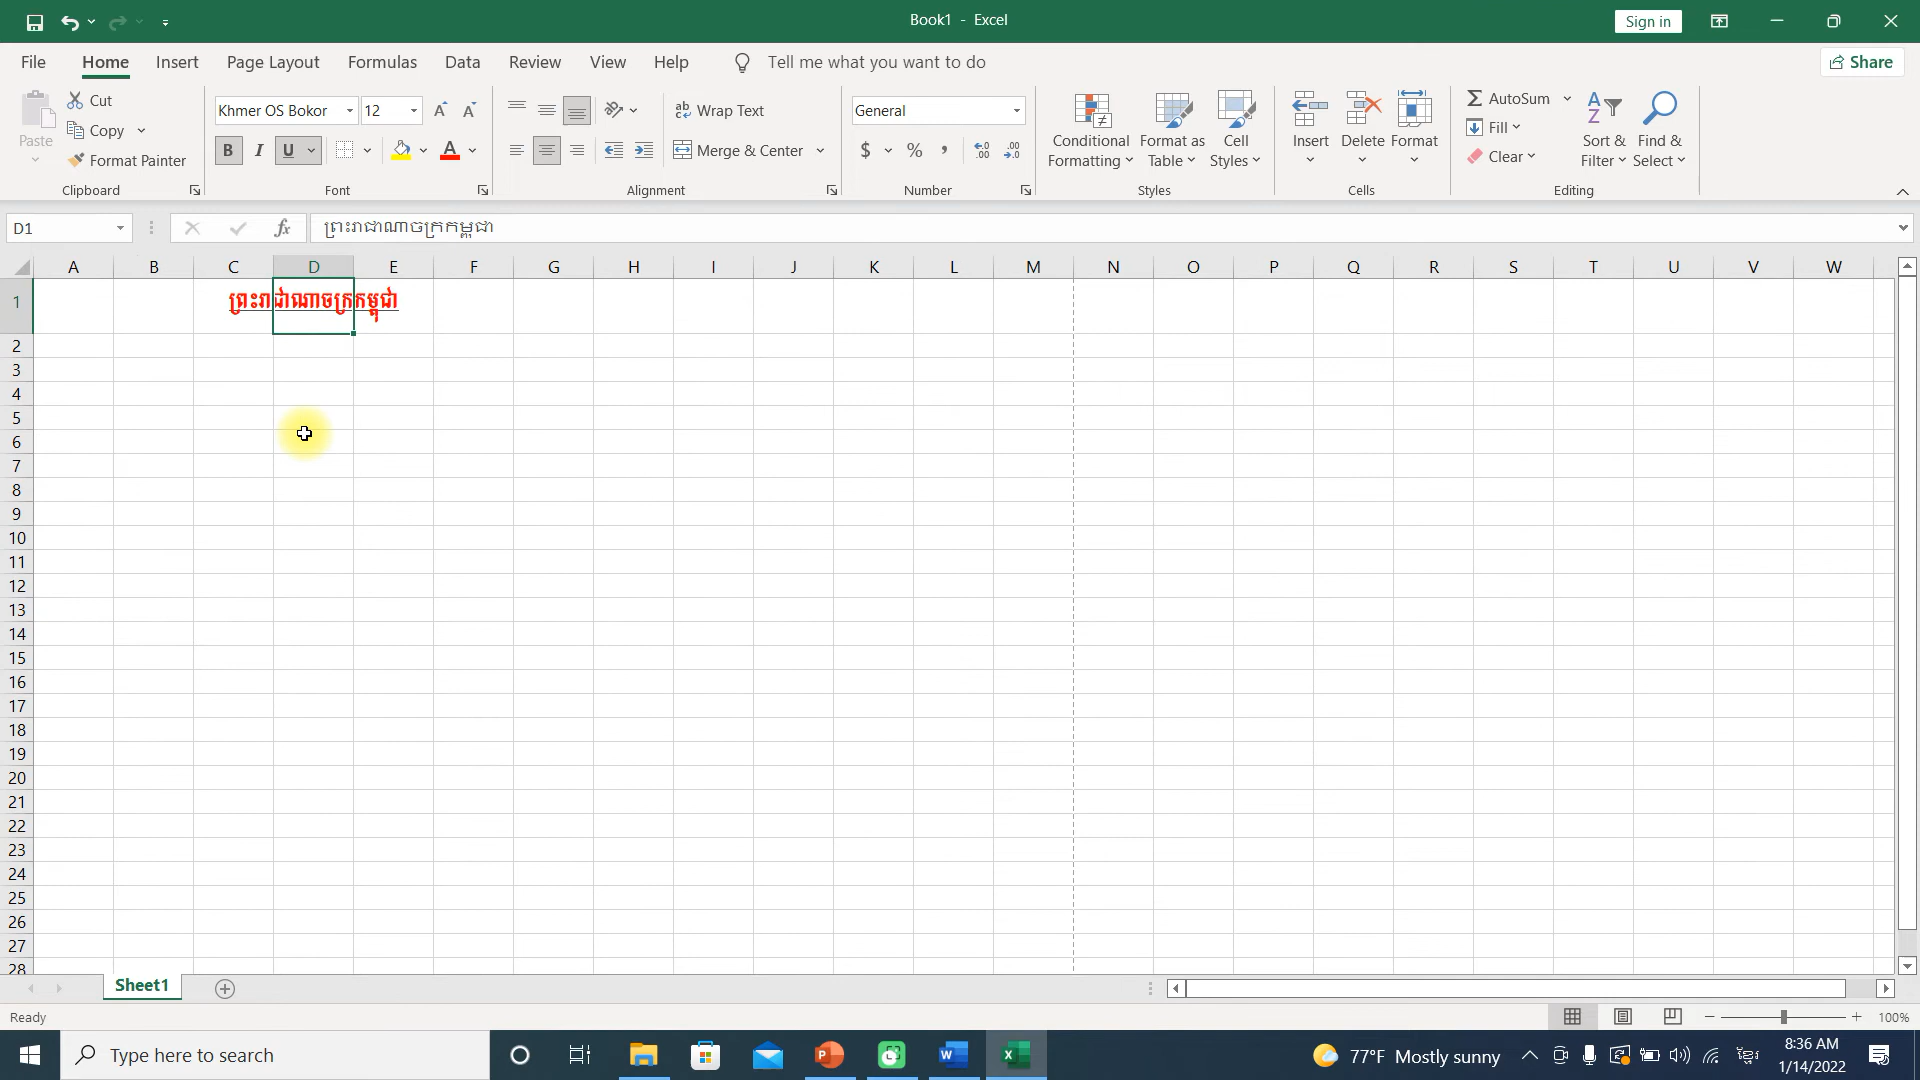 Book1 - Excel
Sign in
File Home Insert Page Layout Formulas Data Review View Help Tell me what you want to do Share
Paste Cut Copy Format Painter
Clipboard
Khmer OS Bokor 12
B I U A
Font
Wrap Text
Merge & Center
Alignment
General
$ % ,
Number
Conditional Formatting Format as Table Cell Styles
Styles
Insert Delete Format
Cells
AutoSum Fill Clear Sort & Filter Find & Select
Editing
D1 fx ព្រះរាជាណាចក្រកម្ពុជា
A B C D E F G H I J K L M N O P Q R S T U V W
1 ព្រះរាជាណាចក្រកម្ពុជា
2
3
4
5
6
7
8
9
10
11
12
13
14
15
16
17
18
19
20
21
22
23
24
25
26
27
28
Sheet1
Ready 100%
Type here to search 77°F Mostly sunny ខ្មែរ 8:36 AM
1/14/2022